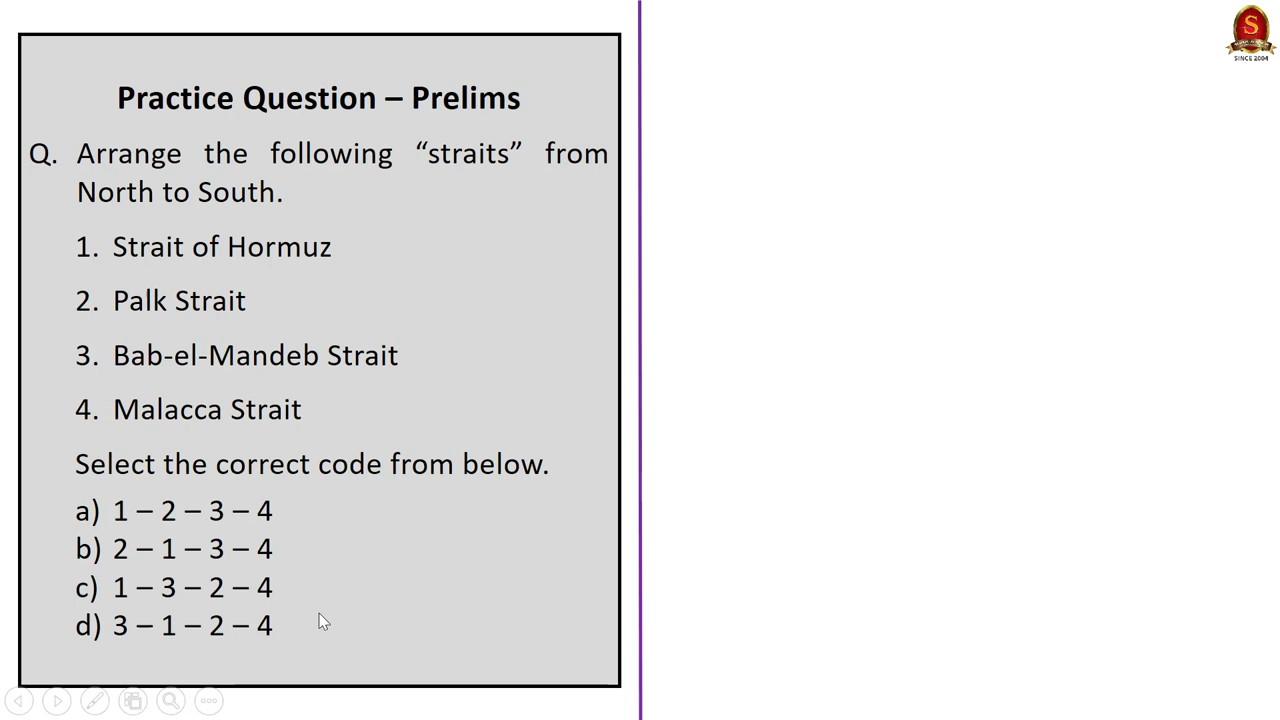 S
SINCE 2004
Practice Question – Prelims
Q. Arrange the following “straits” from
North to South.
1. Strait of Hormuz
2. Palk Strait
3. Bab-el-Mandeb Strait
4. Malacca Strait
Select the correct code from below.
a) 1 – 2 – 3 – 4
b) 2 – 1 – 3 – 4
c) 1 – 3 – 2 – 4
d) 3 – 1 – 2 – 4